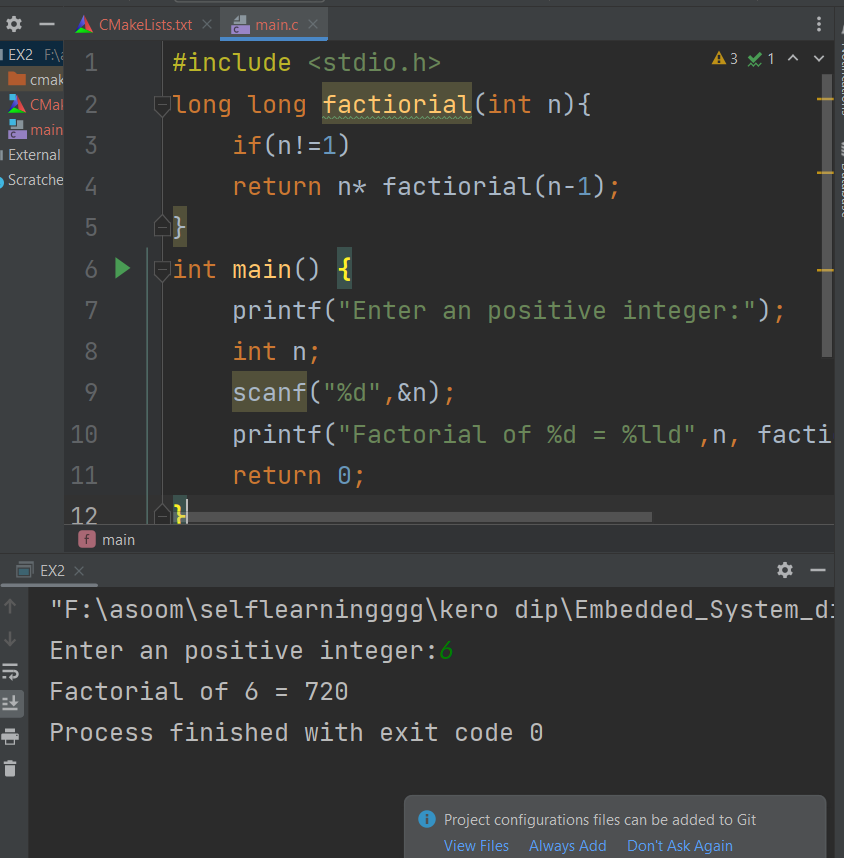 CMakeLists.txt main.c
EX2 F:\
cmak
CMak
main
External
Scratche
3 1
1 #include <stdio.h>
2 long long factiorial(int n){
3 if(n!=1)
4 return n* factiorial(n-1);
5 }
6 int main() {
7 printf("Enter an positive integer:");
8 int n;
9 scanf("%d",&n);
10 printf("Factorial of %d = %lld",n, facti
11 return 0;
12 }
f main
EX2
"F:\asoom\selflearningggg\kero dip\Embedded_System_di
Enter an positive integer:6
Factorial of 6 = 720
Process finished with exit code 0
Project configurations files can be added to Git
View Files Always Add Don't Ask Again